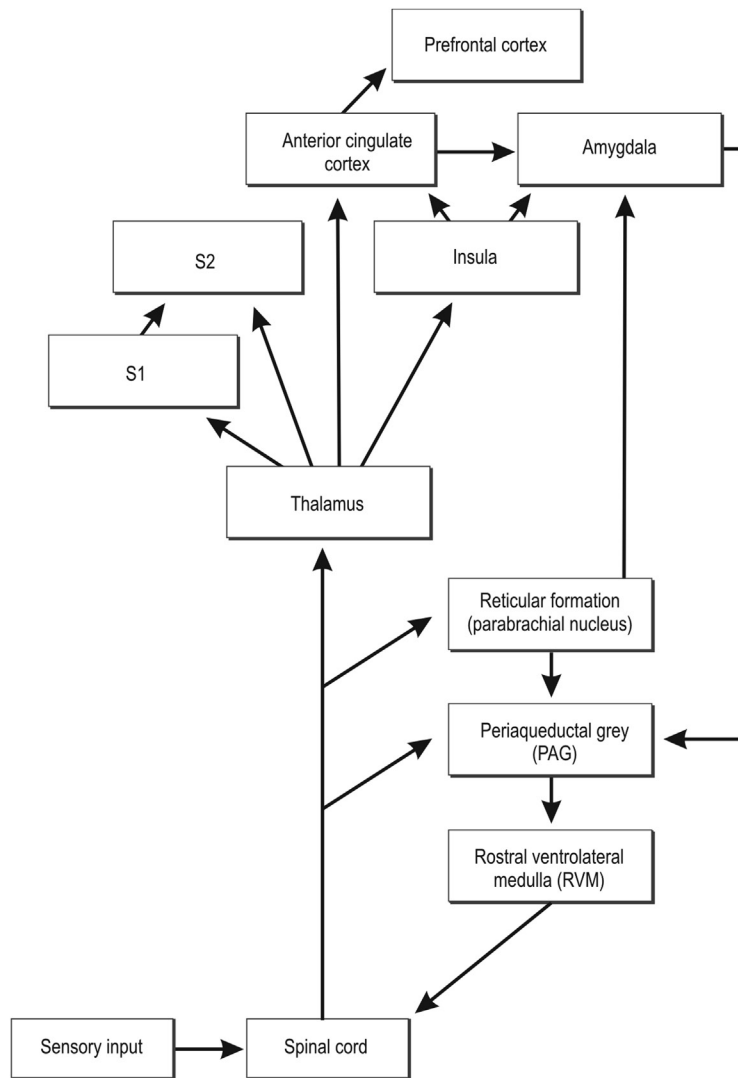 Prefrontal cortex
Anterior cingulate
cortex
Amygdala
S2
Insula
S1
Thalamus
Reticular formation
(parabrachial nucleus)
Periaqueductal grey
(PAG)
Rostral ventrolateral
medulla (RVM)
Sensory input
Spinal cord